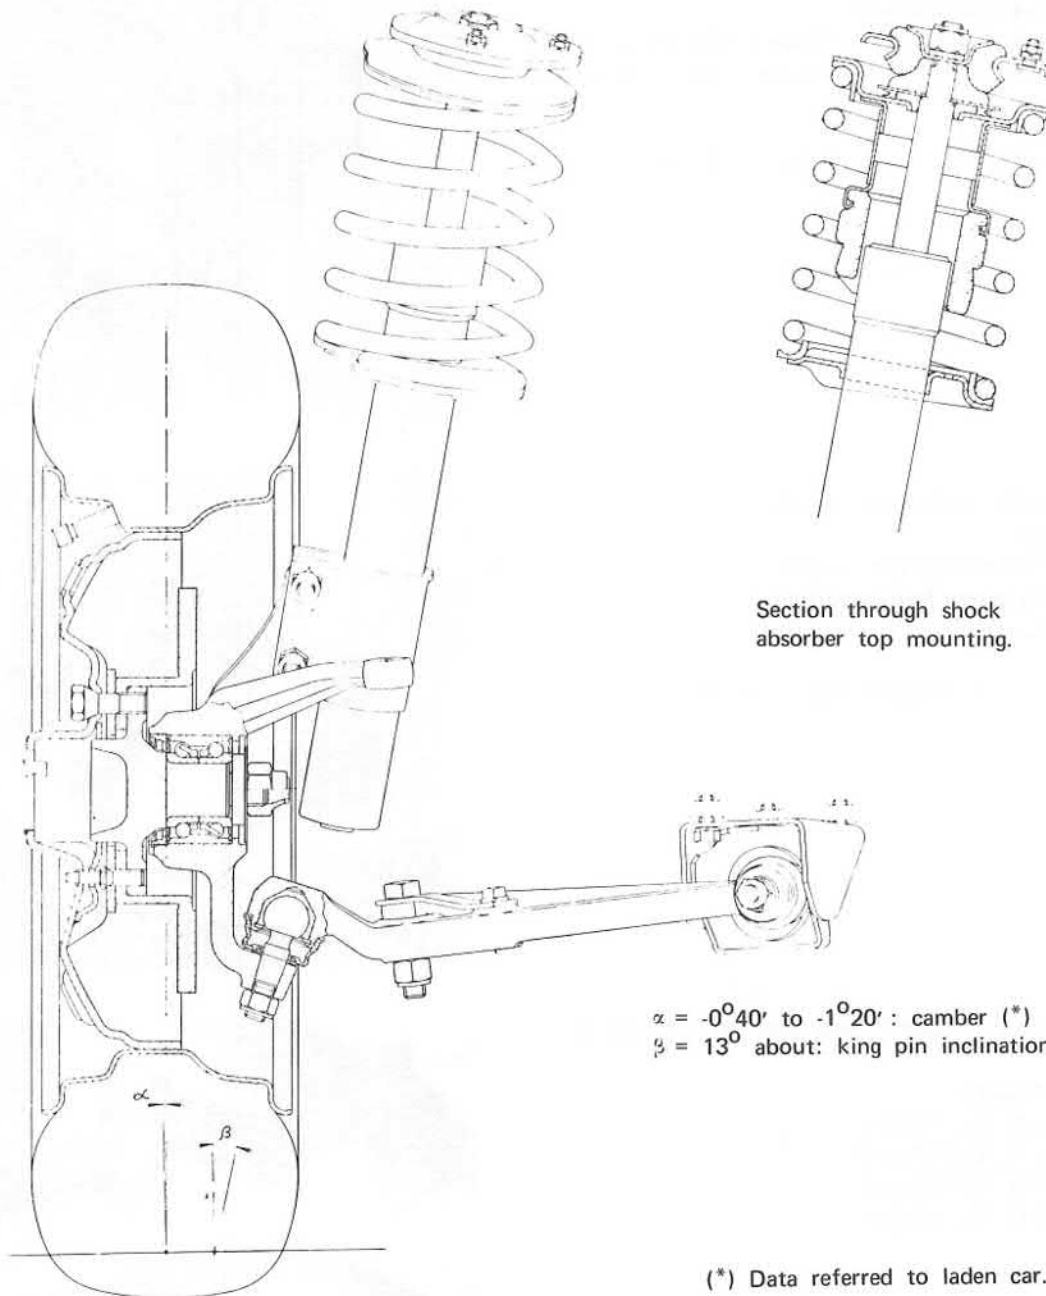 Section through shock
absorber top mounting.
α = -0°40′ to -1°20′ : camber (*)
β = 13° about: king pin inclination
α
β
(*) Data referred to laden car.